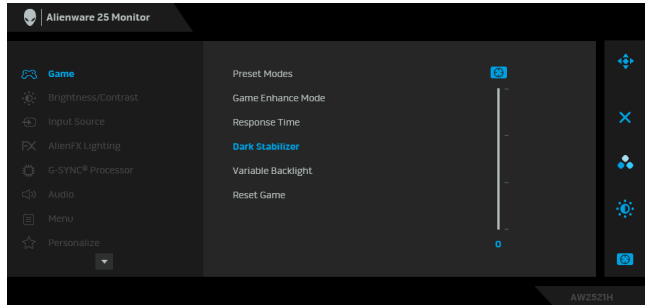 Alienware 25 Monitor
Game
Brightness/Contrast
Input Source
AlienFX Lighting
G-SYNC® Processor
Audio
Menu
Personalize
Preset Modes
Game Enhance Mode
Response Time
Dark Stabilizer
Variable Backlight
Reset Game
0
AW2521H